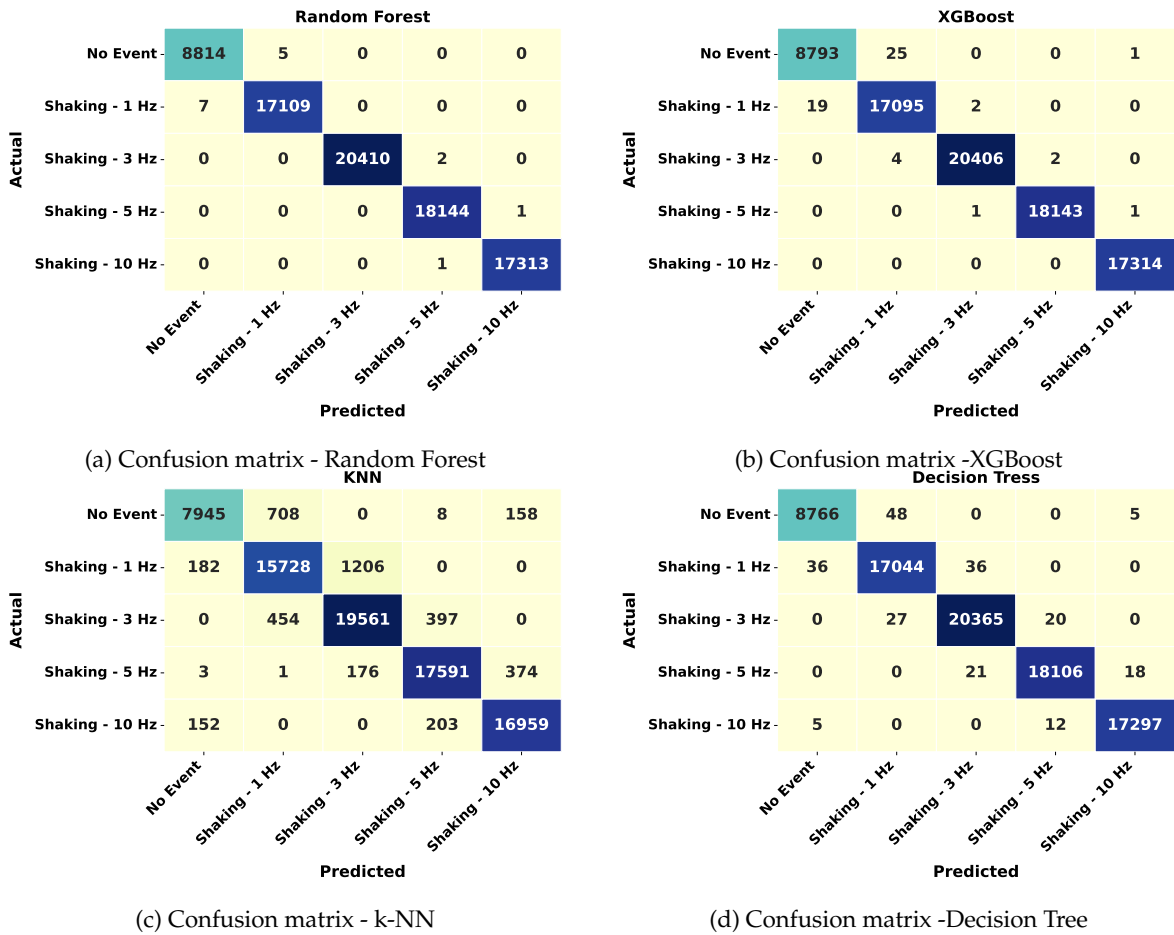 Random Forest
No Event 8814 5 0 0 0
Shaking - 1 Hz 7 17109 0 0 0
Shaking - 3 Hz 0 0 20410 2 0
Shaking - 5 Hz 0 0 0 18144 1
Shaking - 10 Hz 0 0 0 1 17313
Actual
No Event Shaking - 1 Hz Shaking - 3 Hz Shaking - 5 Hz Shaking - 10 Hz
Predicted
(a) Confusion matrix - Random Forest
XGBoost
No Event 8793 25 0 0 1
Shaking - 1 Hz 19 17095 2 0 0
Shaking - 3 Hz 0 4 20406 2 0
Shaking - 5 Hz 0 0 1 18143 1
Shaking - 10 Hz 0 0 0 0 17314
Actual
No Event Shaking - 1 Hz Shaking - 3 Hz Shaking - 5 Hz Shaking - 10 Hz
Predicted
(b) Confusion matrix -XGBoost
KNN
No Event 7945 708 0 8 158
Shaking - 1 Hz 182 15728 1206 0 0
Shaking - 3 Hz 0 454 19561 397 0
Shaking - 5 Hz 3 1 176 17591 374
Shaking - 10 Hz 152 0 0 203 16959
Actual
No Event Shaking - 1 Hz Shaking - 3 Hz Shaking - 5 Hz Shaking - 10 Hz
Predicted
(c) Confusion matrix - k-NN
Decision Tress
No Event 8766 48 0 0 5
Shaking - 1 Hz 36 17044 36 0 0
Shaking - 3 Hz 0 27 20365 20 0
Shaking - 5 Hz 0 0 21 18106 18
Shaking - 10 Hz 5 0 0 12 17297
Actual
No Event Shaking - 1 Hz Shaking - 3 Hz Shaking - 5 Hz Shaking - 10 Hz
Predicted
(d) Confusion matrix -Decision Tree